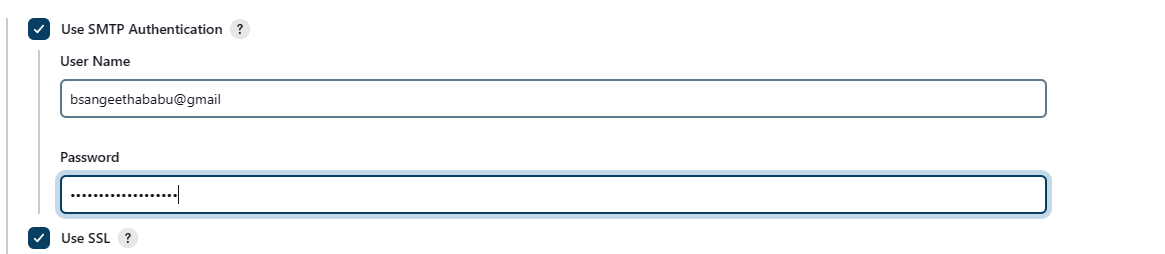 Use SMTP Authentication ?
User Name
bsangeethababu@gmail
Password
•••••••••••••••••••
Use SSL ?